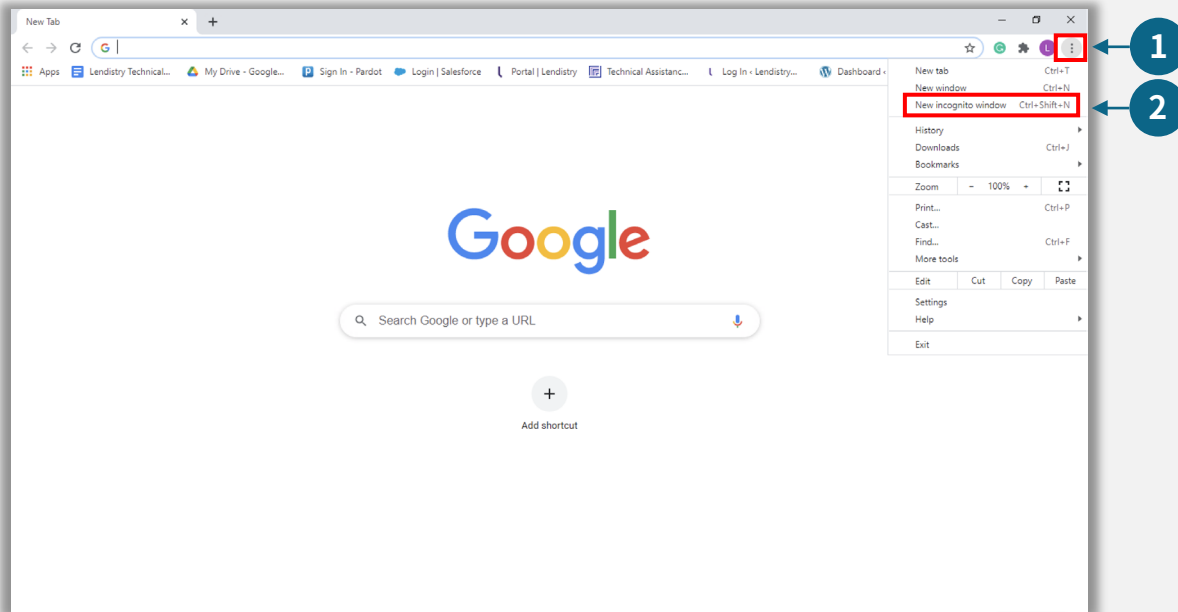 New Tab
1
Apps Lendistry Technical... My Drive - Google... Sign In - Pardot Login | Salesforce Portal | Lendistry Technical Assistanc... Log In ‹ Lendistry... Dashboard ‹
New tab Ctrl+T
New window Ctrl+N
New incognito window Ctrl+Shift+N
2
History
Downloads Ctrl+J
Bookmarks
Zoom - 100% +
Print... Ctrl+P
Cast...
Find... Ctrl+F
More tools
Edit Cut Copy Paste
Settings
Help
Exit
Google
Search Google or type a URL
Add shortcut